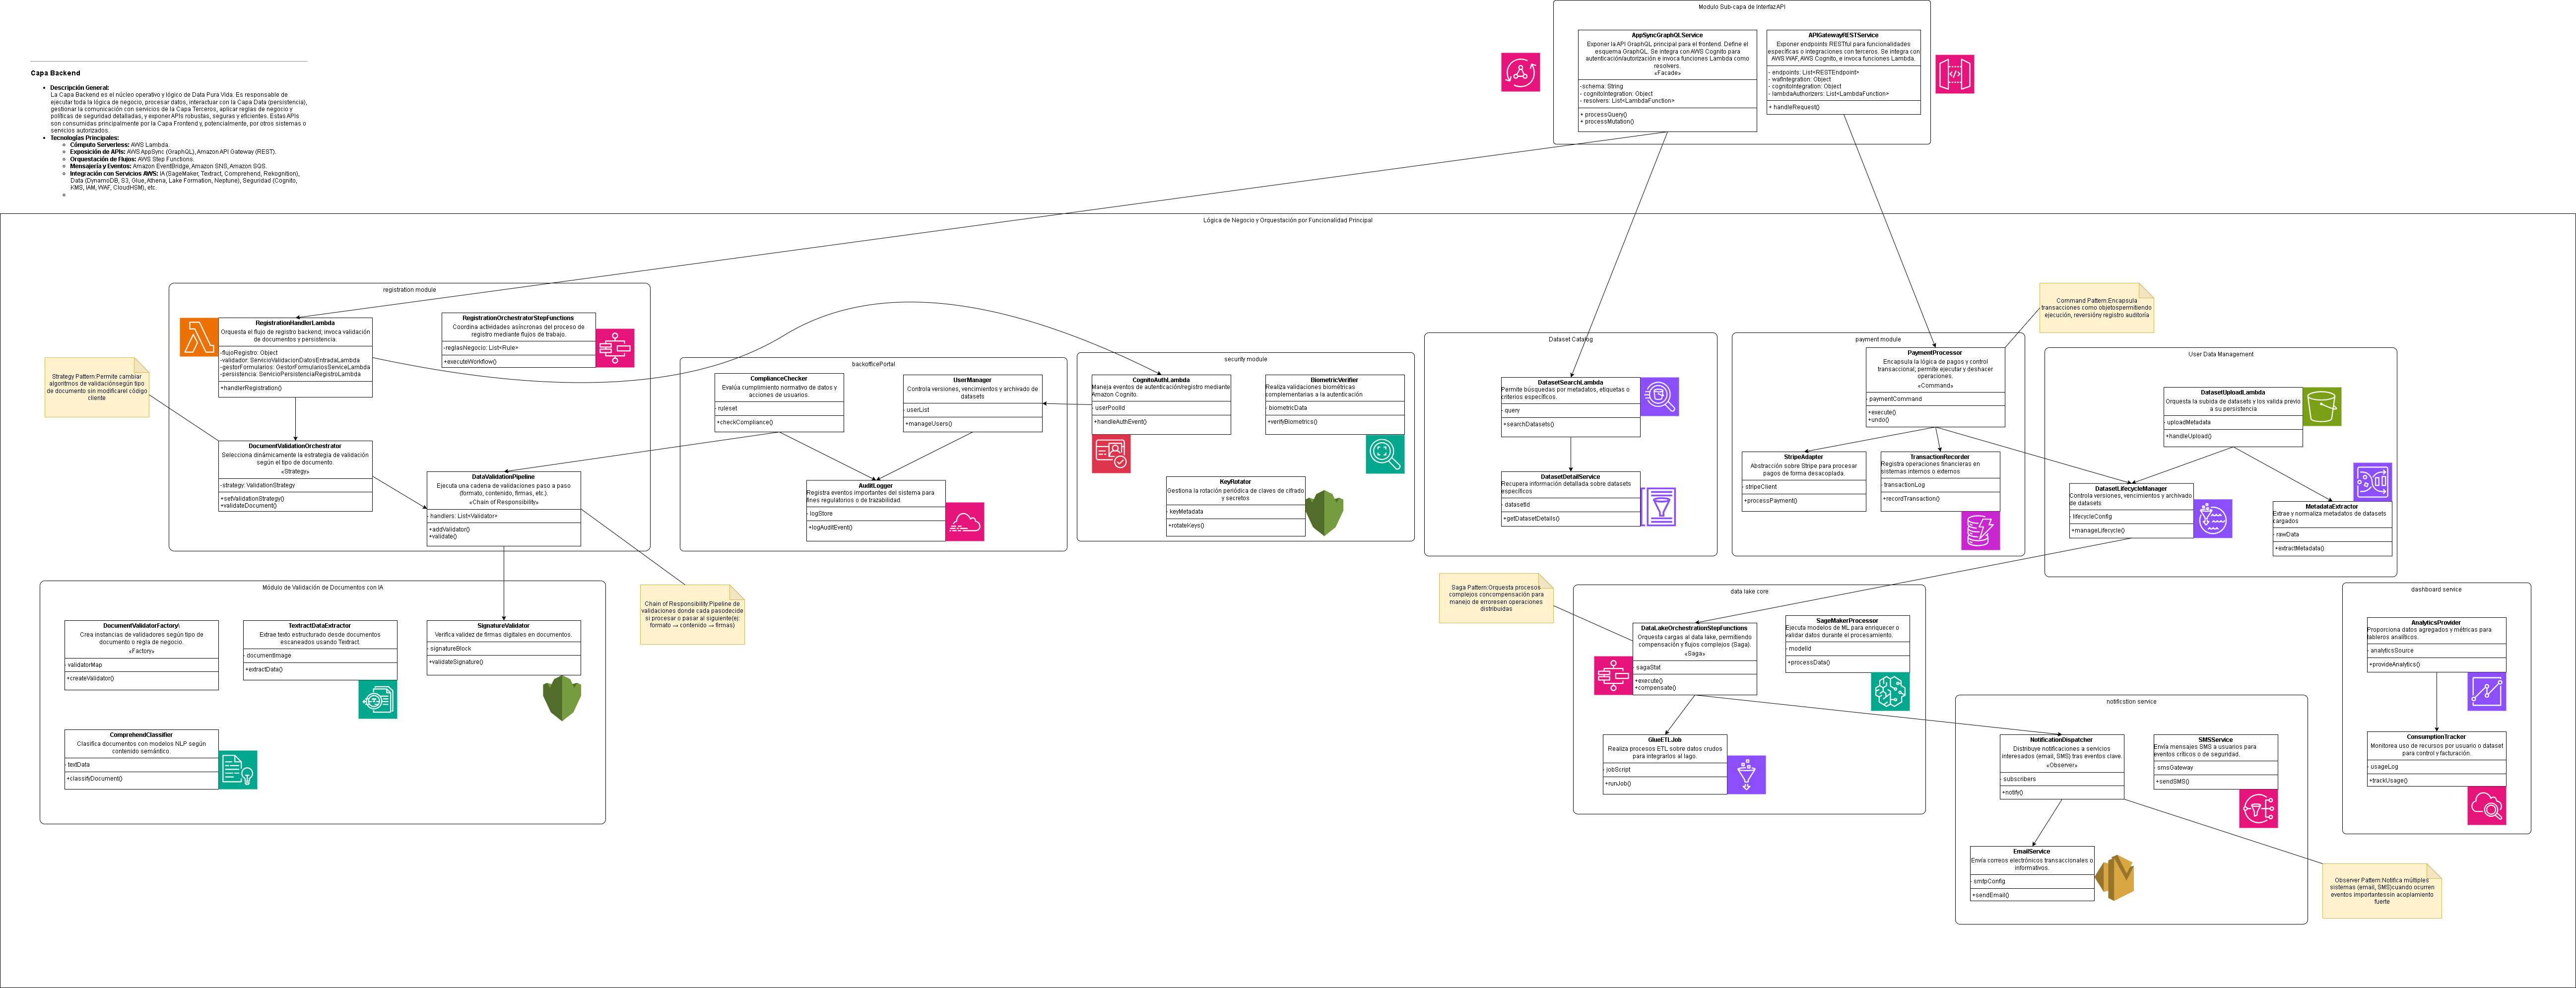 Modulo Sub-capa de InterfazAPI
AppSyncGraphQLService
Exponer la API GraphQL principal para el frontend. Define el
esquema GraphQL. Se integra con AWS Cognito para
autenticación/autorización e invoca funciones Lambda como
resolvers.
«Facade»
-schema: String
- cognitoIntegration: Object
- resolvers: List<LambdaFunction>
+ processQuery()
+ processMutation()
APIGatewayRESTService
Exponer endpoints RESTful para funcionalidades
específicas o integraciones con terceros. Se integra con
AWS WAF, AWS Cognito, e invoca funciones Lambda.
- endpoints: List<RESTEndpoint>
- wafIntegration: Object
- cognitoIntegration: Object
- lambdaAuthorizers: List<LambdaFunction>
+ handleRequest()
Capa Backend
Descripción General:
La Capa Backend es el núcleo operativo y lógico de Data Pura Vida. Es responsable de
ejecutar toda la lógica de negocio, procesar datos, interactuar con la Capa Data (persistencia),
gestionar la comunicación con servicios de la Capa Terceros, aplicar reglas de negocio y
políticas de seguridad detalladas, y exponer APIs robustas, seguras y eficientes. Estas APIs
son consumidas principalmente por la Capa Frontend y, potencialmente, por otros sistemas o
servicios autorizados.
Tecnologías Principales:
Cómputo Serverless: AWS Lambda.
Exposición de APIs: AWS AppSync (GraphQL), Amazon API Gateway (REST).
Orquestación de Flujos: AWS Step Functions.
Mensajería y Eventos: Amazon EventBridge, Amazon SNS, Amazon SQS.
Integración con Servicios AWS: IA (SageMaker, Textract, Comprehend, Rekognition),
Data (DynamoDB, S3, Glue, Athena, Lake Formation, Neptune), Seguridad (Cognito,
KMS, IAM, WAF, CloudHSM), etc.
Lógica de Negocio y Orquestación por Funcionalidad Principal
registration module
RegistrationHandlerLambda
Orquesta el flujo de registro backend; invoca validación
de documentos y persistencia.
-flujoRegistro: Object
-validador: ServicioValidacionDatosEntradaLambda
-gestorFormularios: GestorFormulariosServiceLambda
-persistencia: ServicioPersistenciaRegistroLambda
+handlerRegistration()
RegistrationOrchestratorStepFunctions
Coordina actividades asíncronas del proceso de
registro mediante flujos de trabajo.
-reglasNegocio: List<Rule>
+executeWorkflow()
Strategy Pattern:Permite cambiar
algoritmos de validaciónsegún tipo
de documento sin modificarel código
cliente
DocumentValidationOrchestrator
Selecciona dinámicamente la estrategia de validación
según el tipo de documento.
«Strategy»
-strategy: ValidationStrategy
+setValidationStrategy()
+validateDocument()
DataValidationPipeline
Ejecuta una cadena de validaciones paso a paso
(formato, contenido, firmas, etc.).
«Chain of Responsibility»
- handlers: List<Validator>
+addValidator()
+validate()
backofficePortal
ComplianceChecker
Evalúa cumplimiento normativo de datos y
acciones de usuarios.
- ruleset
+checkCompliance()
UserManager
Controla versiones, vencimientos y archivado de
datasets
- userList
+manageUsers()
AuditLogger
Registra eventos importantes del sistema para
fines regulatorios o de trazabilidad.
- logStore
+logAuditEvent()
security module
CognitoAuthLambda
Maneja eventos de autenticación/registro mediante
Amazon Cognito.
- userPoolId
+handleAuthEvent()
BiometricVerifier
Realiza validaciones biométricas
complementarias a la autenticación
- biometricData
+verifyBiometrics()
KeyRotator
Gestiona la rotación periódica de claves de cifrado
y secretos
- keyMetadata
+rotateKeys()
Dataset Catalog
DatasetSearchLambda
Permite búsquedas por metadatos, etiquetas o
criterios específicos.
- query
+searchDatasets()
DatasetDetailService
Recupera información detallada sobre datasets
específicos
- datasetId
+getDatasetDetails()
payment module
PaymentProcessor
Encapsula la lógica de pagos y control
transaccional; permite ejecutar y deshacer
operaciones.
«Command»
- paymentCommand
+execute()
+undo()
StripeAdapter
Abstracción sobre Stripe para procesar
pagos de forma desacoplada.
- stripeClient
+processPayment()
TransactionRecorder
Registra operaciones financieras en
sistemas internos o externos
- transactionLog
+recordTransaction()
Command Pattern:Encapsula
transacciones como objetospermitiendo
ejecución, reversióny registro auditoría
User Data Management
DatasetUploadLambda
Orquesta la subida de datasets y los valida previo
a su persistencia
- uploadMetadata
+handleUpload()
DatasetLifecycleManager
Controla versiones, vencimientos y archivado
de datasets
- lifecycleConfig
+manageLifecycle()
MetadataExtractor
Extrae y normaliza metadatos de datasets
cargados
- rawData
+extractMetadata()
Módulo de Validación de Documentos con IA
DocumentValidatorFactory\
Crea instancias de validadores según tipo de
documento o regla de negocio.
«Factory»
- validatorMap
+createValidator()
TextractDataExtractor
Extrae texto estructurado desde documentos
escaneados usando Textract.
- documentImage
+extractData()
SignatureValidator
Verifica validez de firmas digitales en documentos.
- signatureBlock
+validateSignature()
ComprehendClassifier
Clasifica documentos con modelos NLP según
contenido semántico.
- textData
+classifyDocument()
Chain of Responsibility:Pipeline de
validaciones donde cada pasodecide
si procesar o pasar al siguiente(ej:
formato → contenido → firmas)
Saga Pattern:Orquesta procesos
complejos concompensación para
manejo de erroresen operaciones
distribuidas
data lake core
DataLakeOrchestrationStepFunctions
Orquesta cargas al data lake, permitiendo
compensación y flujos complejos (Saga).
«Saga»
- sagaStat
+execute()
+compensate()
SageMakerProcessor
Ejecuta modelos de ML para enriquecer o
validar datos durante el procesamiento.
- modelId
+processData()
GlueETLJob
Realiza procesos ETL sobre datos crudos
para integrarlos al lago.
- jobScript
+runJob()
notificstion service
NotificationDispatcher
Distribuye notificaciones a servicios
interesados (email, SMS) tras eventos clave.
«Observer»
- subscribers
+notify()
SMSService
Envía mensajes SMS a usuarios para
eventos críticos o de seguridad.
- smsGateway
+sendSMS()
EmailService
Envía correos electrónicos transaccionales o
informativos.
- smtpConfig
+sendEmail()
dashboard service
AnalyticsProvider
Proporciona datos agregados y métricas para
tableros analíticos.
- analyticsSource
+provideAnalytics()
ConsumptionTracker
Monitorea uso de recursos por usuario o dataset
para control y facturación.
- usageLog
+trackUsage()
Observer Pattern:Notifica múltiples
sistemas (email, SMS)cuando ocurren
eventos importantessin acoplamiento
fuerte